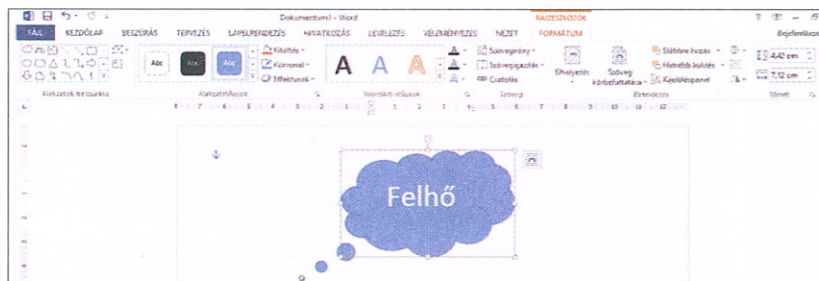 Dokumentum1 - Word
RAJZESZKÖZÖK
FÁJL KEZDŐLAP BESZÚRÁS TERVEZÉS LAPELRENDEZÉS HIVATKOZÁS LEVELEZÉS VÉLEMÉNYEZÉS NÉZET FORMÁTUM Bejelentkezés
Abc Abc Abc
Kitöltés
Körvonal
Effektusok
A A A
Szövegirány
Szövegigazítás
Csatolás
Elhelyezés
Szöveg körbefuttatása
Előbbre hozás
Hátrébb küldés
Kijelölőpanel
4,42 cm
7,12 cm
Alakzatok beszúrása Alakzatstílusok WordArt-stílusok Szöveg Elrendezés Méret
Felhő